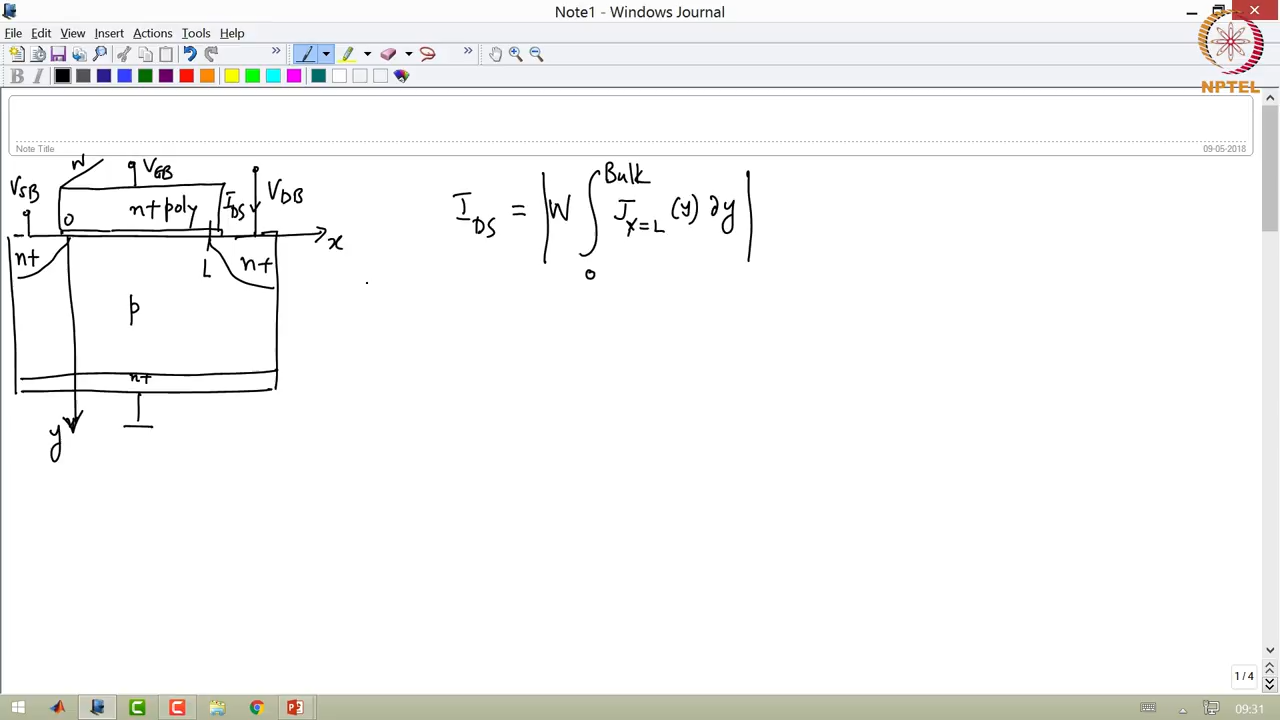 Note1 - Windows Journal
File Edit View Insert Actions Tools Help
NPTEL
Note Title
09-05-2018
W
V_GB
V_SB
V_DB
n+ poly
I_DS
0
x
n+
L
n+
p
n+
y
I_DS = | W ∫_0^Bulk J_{x=L} (y) ∂y |
1 / 4
09:31